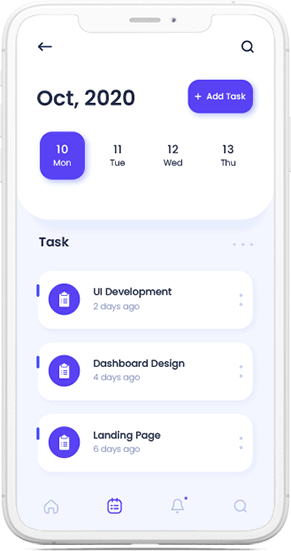 Oct, 2020
+ Add Task
10 11 12 13
Mon Tue Wed Thu
Task
UI Development
2 days ago
Dashboard Design
4 days ago
Landing Page
6 days ago